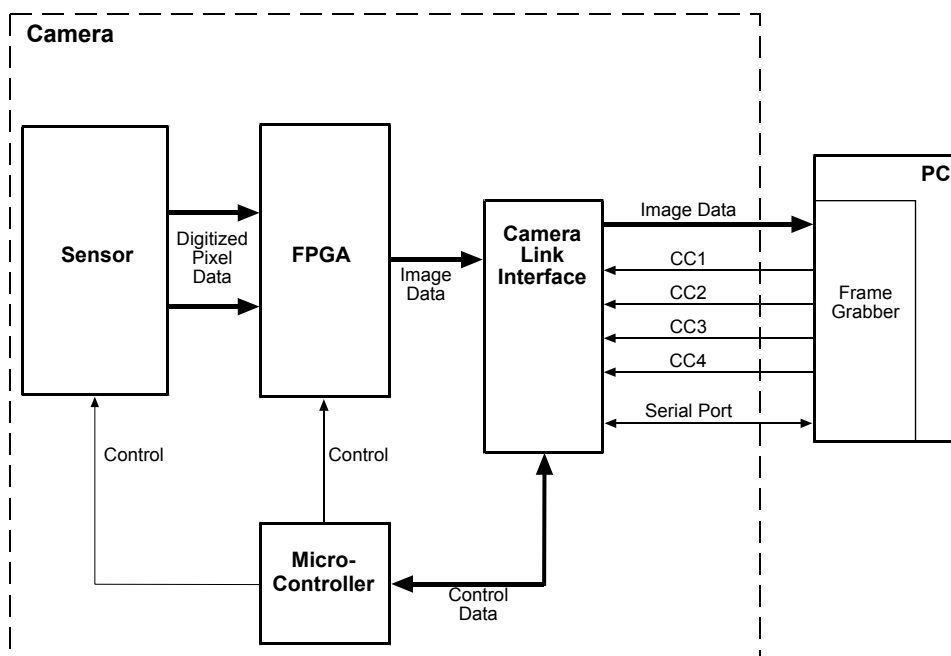 Camera
Sensor
Digitized
Pixel
Data
FPGA
Image
Data
Camera
Link
Interface
Image Data
CC1
CC2
CC3
CC4
Serial Port
PC
Frame
Grabber
Control
Control
Micro-
Controller
Control
Data